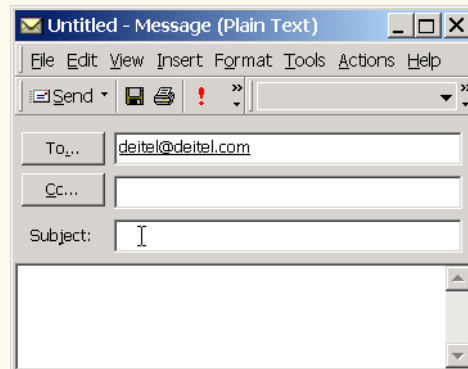 Untitled - Message (Plain Text)
File Edit View Insert Format Tools Actions Help
Send
To... deitel@deitel.com
Cc...
Subject: